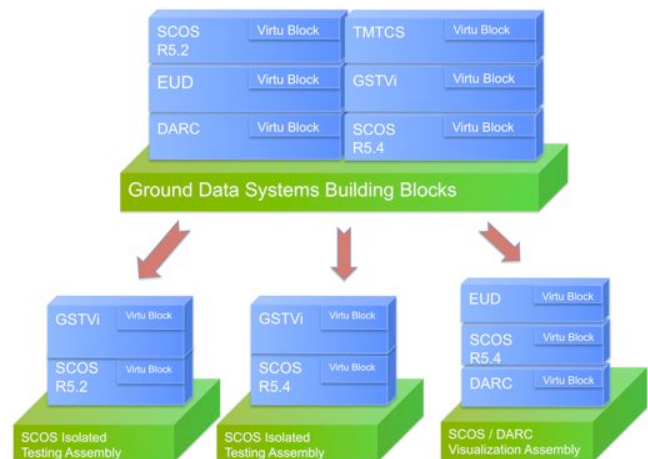 SCOS
R5.2
Virtu Block
TMTCS
Virtu Block
EUD
Virtu Block
GSTVi
Virtu Block
DARC
Virtu Block
SCOS
R5.4
Virtu Block
Ground Data Systems Building Blocks
GSTVi
Virtu Block
SCOS
R5.2
Virtu Block
SCOS Isolated
Testing Assembly
GSTVi
Virtu Block
SCOS
R5.4
Virtu Block
SCOS Isolated
Testing Assembly
EUD
Virtu Block
SCOS
R5.4
Virtu Block
DARC
Virtu Block
SCOS / DARC
Visualization Assembly